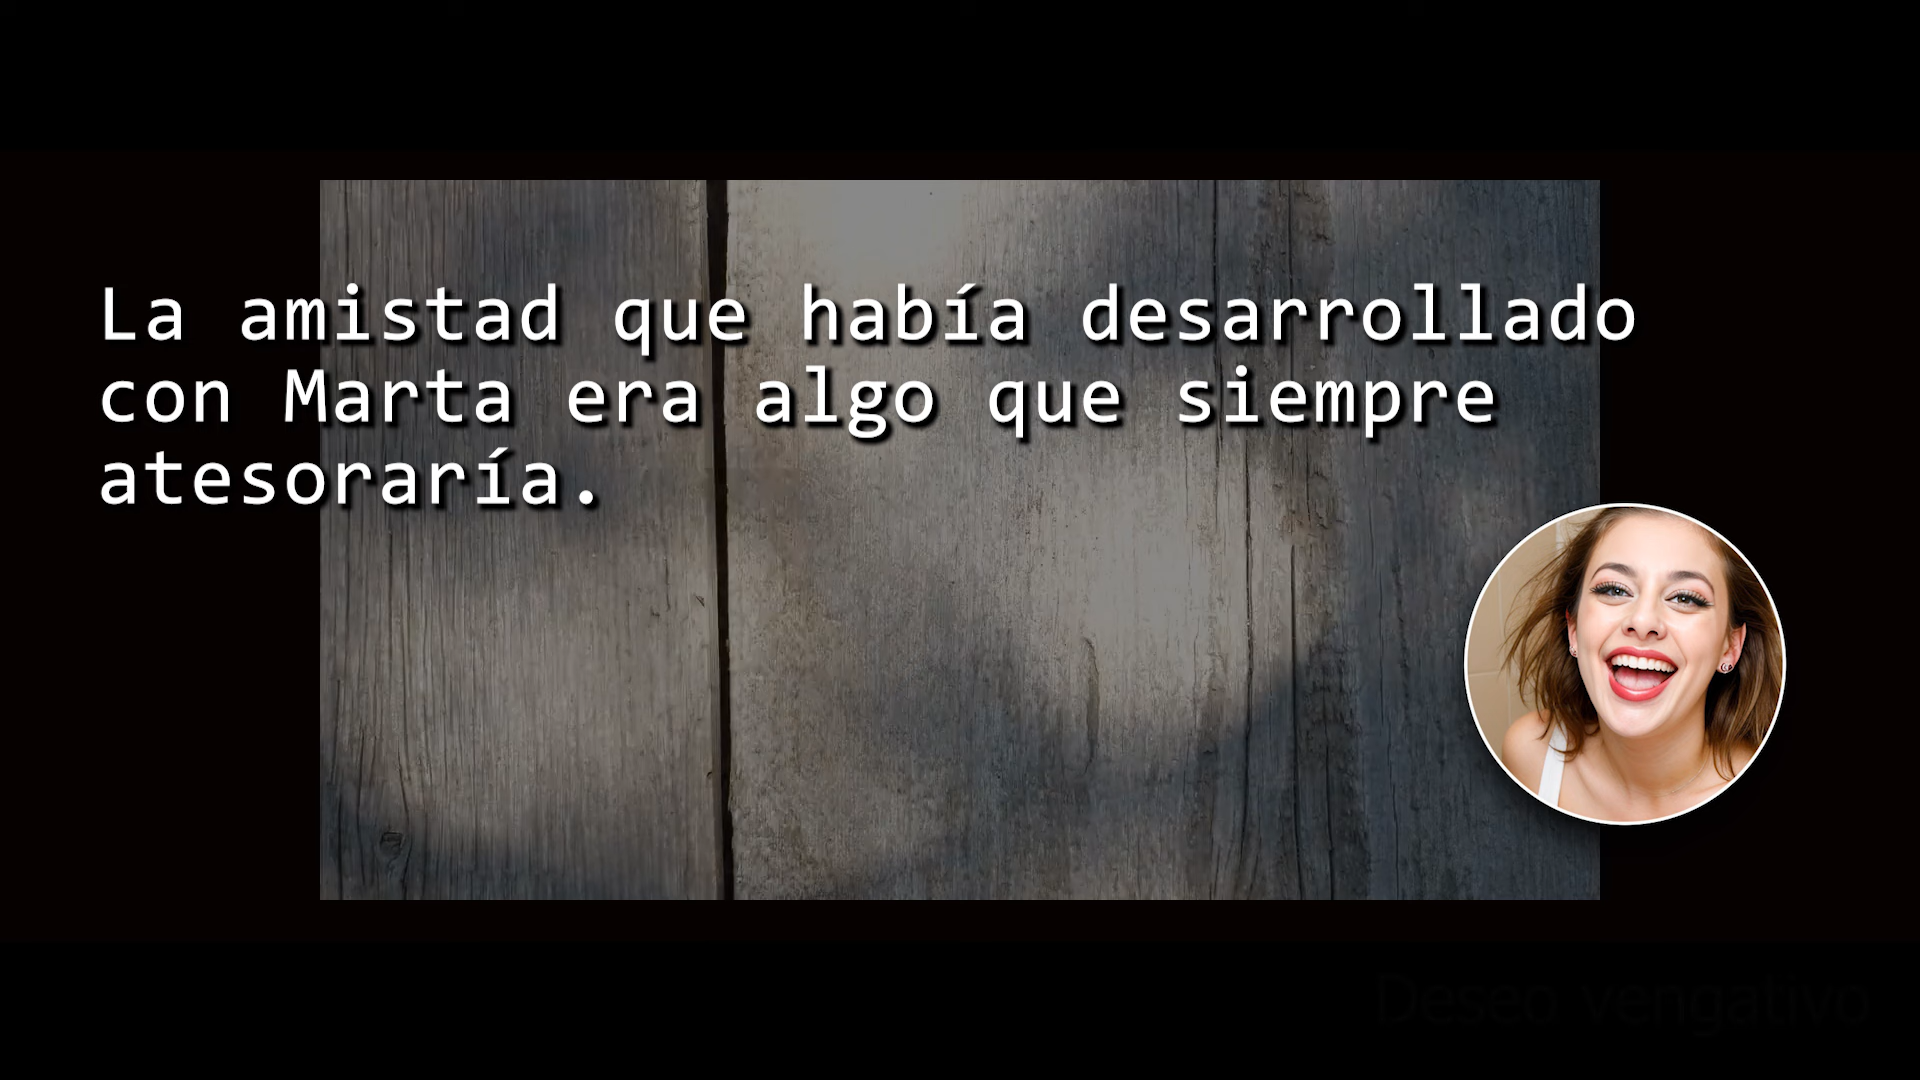 La amistad que había desarrollado
con Marta era algo que siempre
atesoraría.
Deseo vengativo